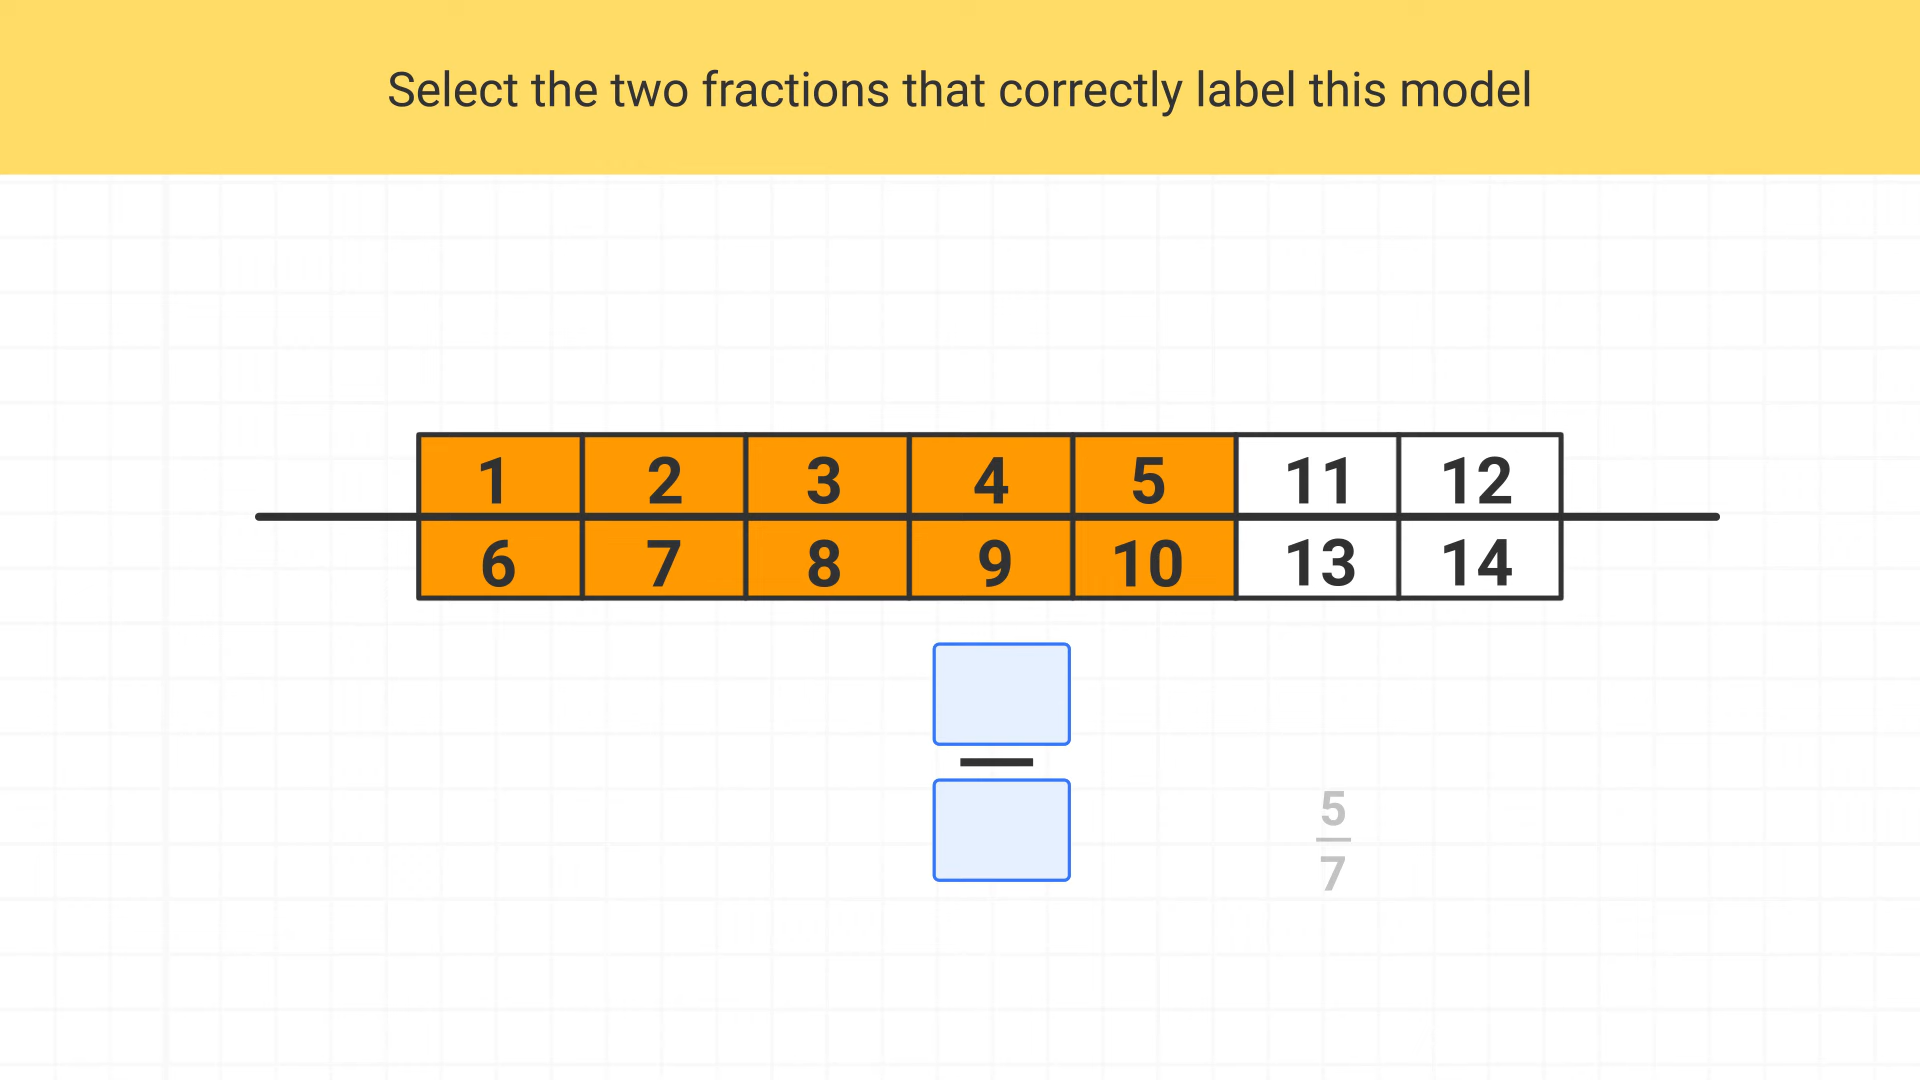 Select the two fractions that correctly label this model
1 2 3 4 5 11 12
6 7 8 9 10 13 14
5
7